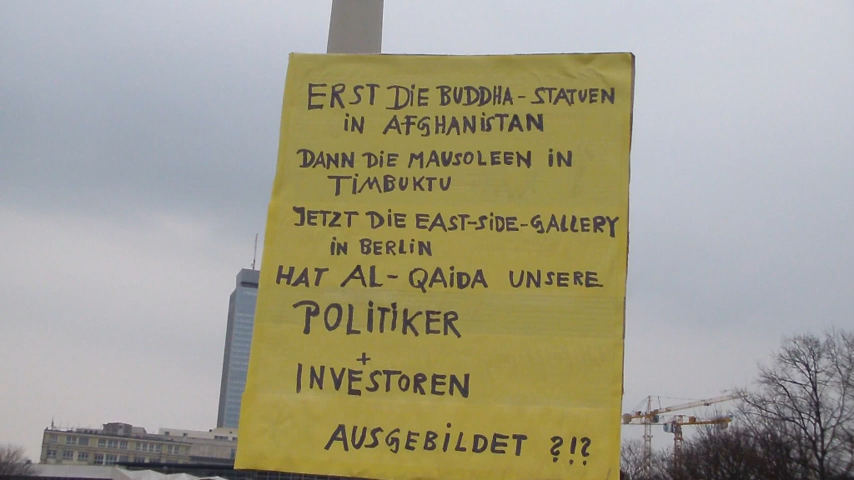 ERST DiE BUDDHA-STATUEN
iN AFGHANiSTAN
DANN DiE MAUSOLEEN iN
TiMBUKTU
JETZT DiE EAST-SiDE-GALLERY
iN BERLiN
HAT AL-QAiDA UNSERE
POLiTiKER
+
INVESTOREN
AUSGEBiLDET ?!?